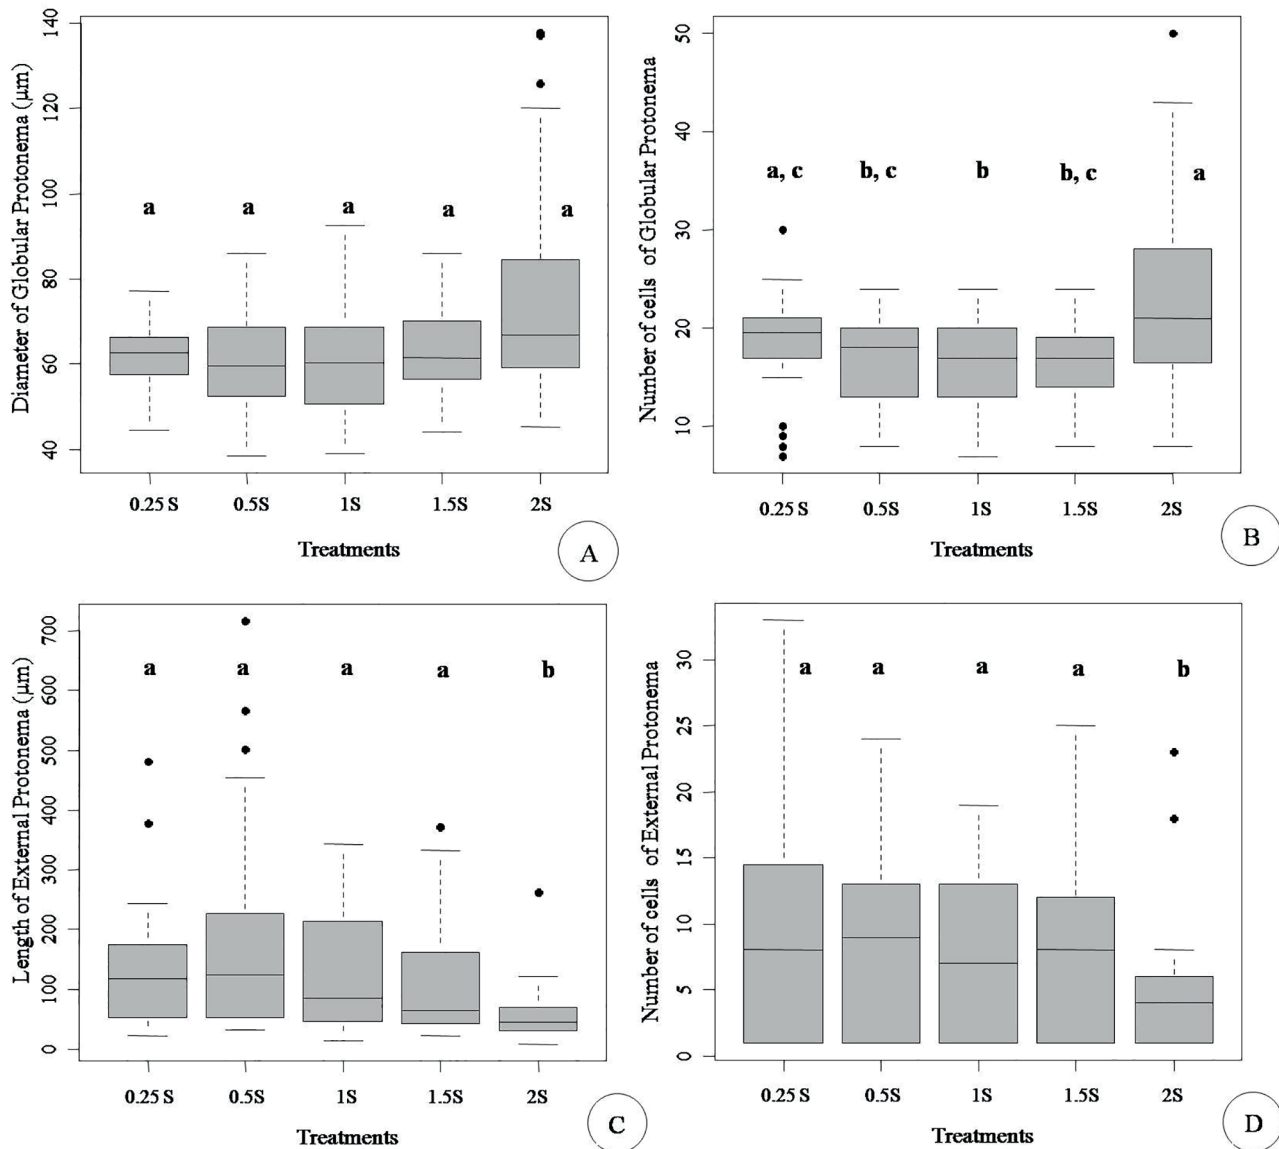 Diameter of Globular Protonema (µm)
140
120
100
80
60
40
a a a a a
0.25 S 0.5S 1S 1.5S 2S
Treatments
A
Number of cells of Globular Protonema
50
40
30
20
10
a, c b, c b b, c a
0.25 S 0.5S 1S 1.5S 2S
Treatments
B
Length of External Protonema (µm)
700
600
500
400
300
200
100
0
a a a a b
0.25 S 0.5S 1S 1.5S 2S
Treatments
C
Number of cells of External Protonema
30
25
20
15
10
5
0
a a a a b
0.25 S 0.5S 1S 1.5S 2S
Treatments
D